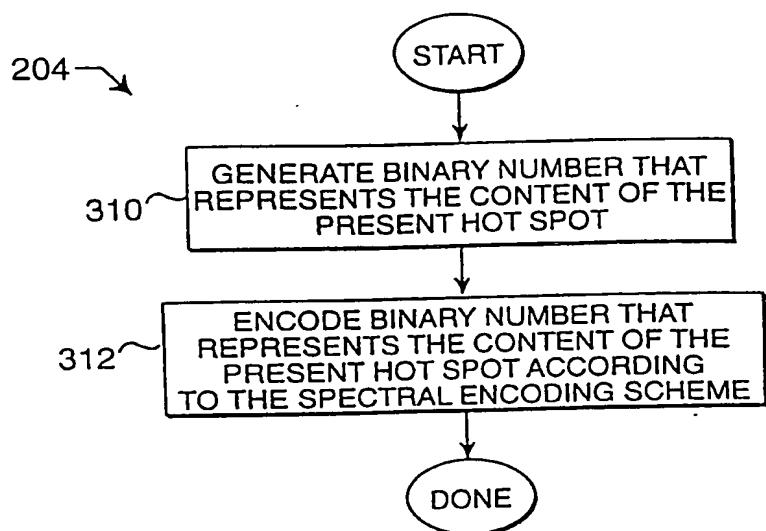 204
START
310
GENERATE BINARY NUMBER THAT
REPRESENTS THE CONTENT OF THE
PRESENT HOT SPOT.
312
ENCODE BINARY NUMBER THAT
REPRESENTS THE CONTENT OF THE
PRESENT HOT SPOT ACCORDING
TO THE SPECTRAL ENCODING SCHEME
DONE